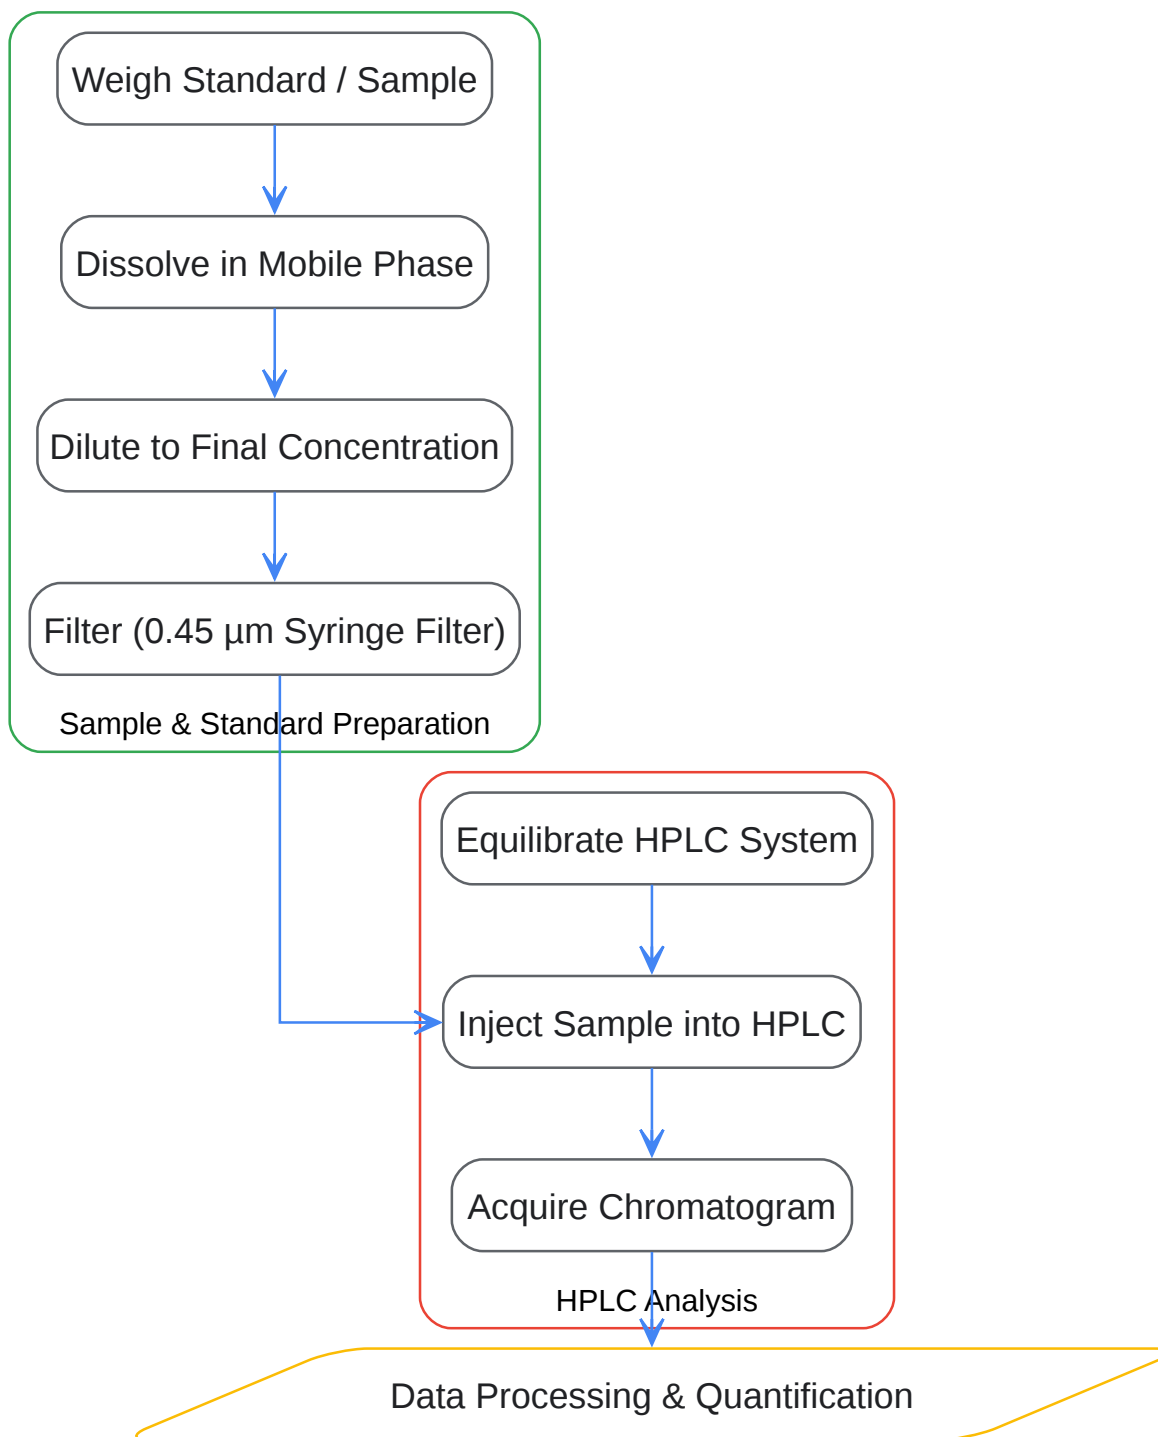 Weigh Standard / Sample
Dissolve in Mobile Phase
Dilute to Final Concentration
Filter (0.45 µm Syringe Filter)
Sample & Standard Preparation
Equilibrate HPLC System
Inject Sample into HPLC
Acquire Chromatogram
HPLC Analysis
Data Processing & Quantification